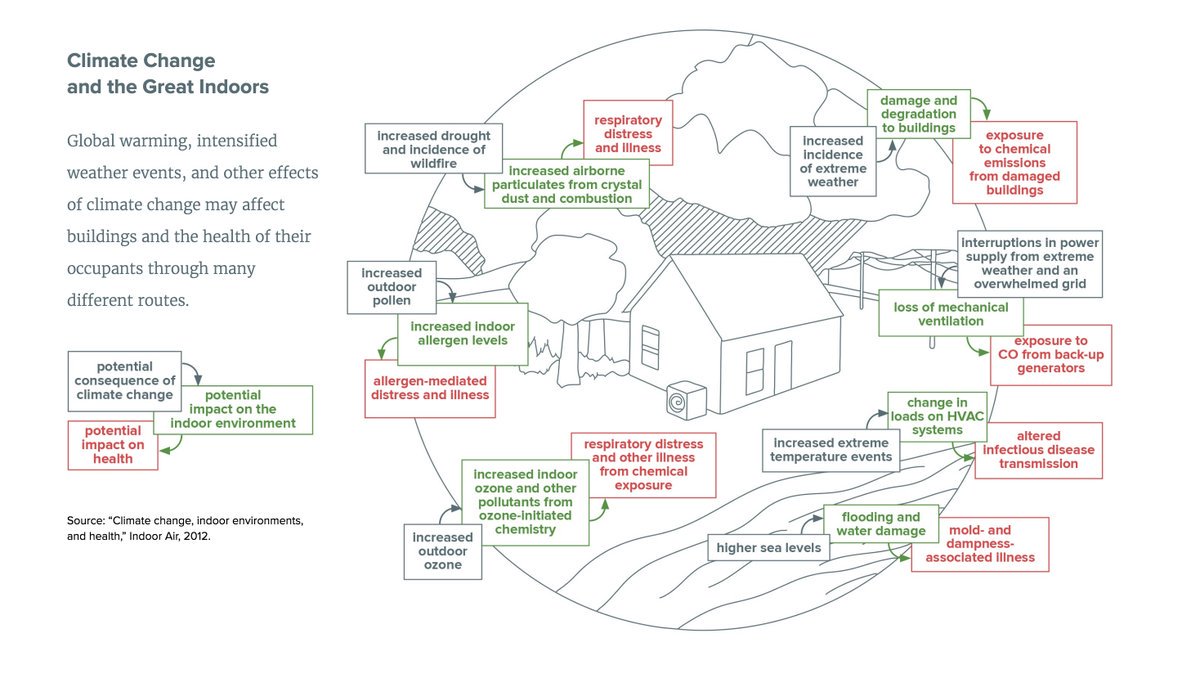 Climate Change
and the Great Indoors
Global warming, intensified
weather events, and other effects
of climate change may affect
buildings and the health of their
occupants through many
different routes.
potential
consequence of
climate change
potential
impact on the
indoor environment
potential
impact on
health
Source: “Climate change, indoor environments,
and health,” Indoor Air, 2012.
increased drought
and incidence of
wildfire
increased airborne
particulates from crystal
dust and combustion
respiratory
distress
and illness
increased
incidence
of extreme
weather
damage and
degradation
to buildings
exposure
to chemical
emissions
from damaged
buildings
increased
outdoor
pollen
increased indoor
allergen levels
allergen-mediated
distress and illness
interruptions in power
supply from extreme
weather and an
overwhelmed grid
loss of mechanical
ventilation
exposure to
CO from back-up
generators
increased
outdoor
ozone
increased indoor
ozone and other
pollutants from
ozone-initiated
chemistry
respiratory distress
and other illness
from chemical
exposure
increased extreme
temperature events
change in
loads on HVAC
systems
altered
infectious disease
transmission
higher sea levels
flooding and
water damage
mold- and
dampness-
associated illness